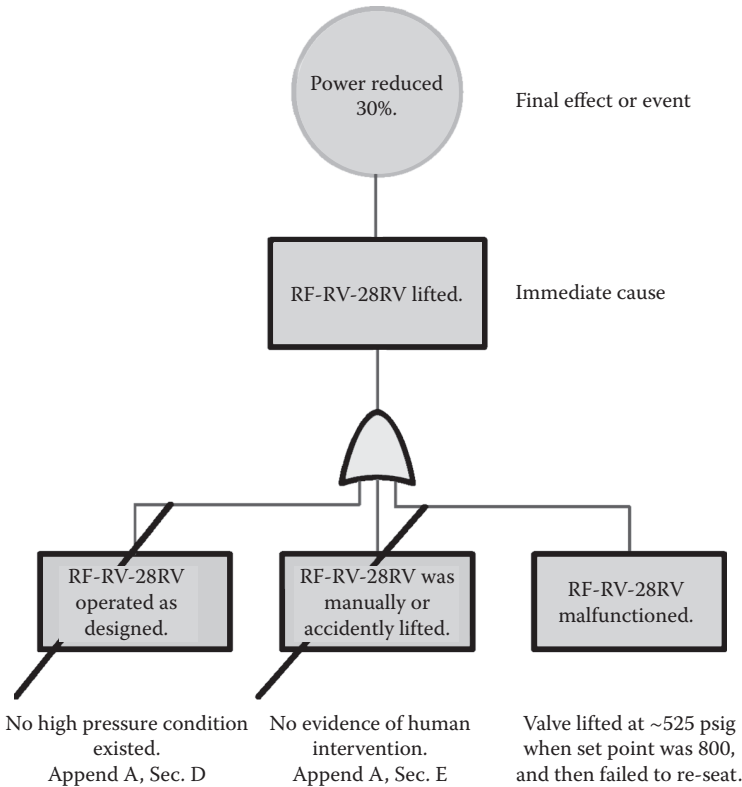 Power reduced
30%.
Final effect or event
RF-RV-28RV lifted.
Immediate cause
RF-RV-28RV
operated as
designed.
RF-RV-28RV was
manually or
accidently lifted.
RF-RV-28RV
malfunctioned.
No high pressure condition
existed.
Append A, Sec. D
No evidence of human
intervention.
Append A, Sec. E
Valve lifted at ~525 psig
when set point was 800,
and then failed to re-seat.